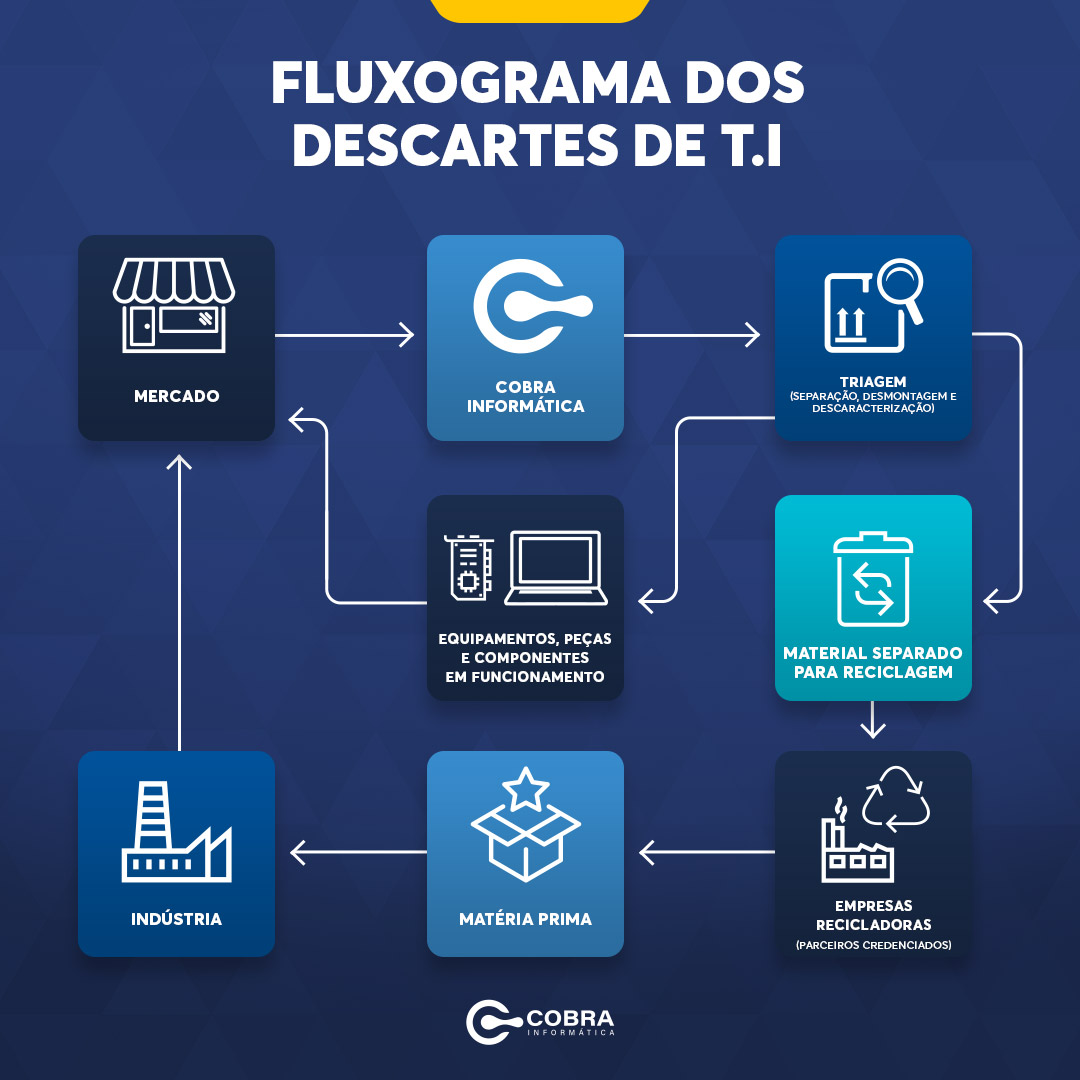 FLUXOGRAMA DOS
DESCARTES DE T.I
MERCADO
COBRA
INFORMÁTICA
TRIAGEM
(SEPARAÇÃO, DESMONTAGEM E
DESCARACTERIZAÇÃO)
EQUIPAMENTOS, PEÇAS
E COMPONENTES
EM FUNCIONAMENTO
MATERIAL SEPARADO
PARA RECICLAGEM
INDÚSTRIA
MATÉRIA PRIMA
EMPRESAS
RECICLADORAS
(PARCEIROS CREDENCIADOS)
COBRA
INFORMÁTICA